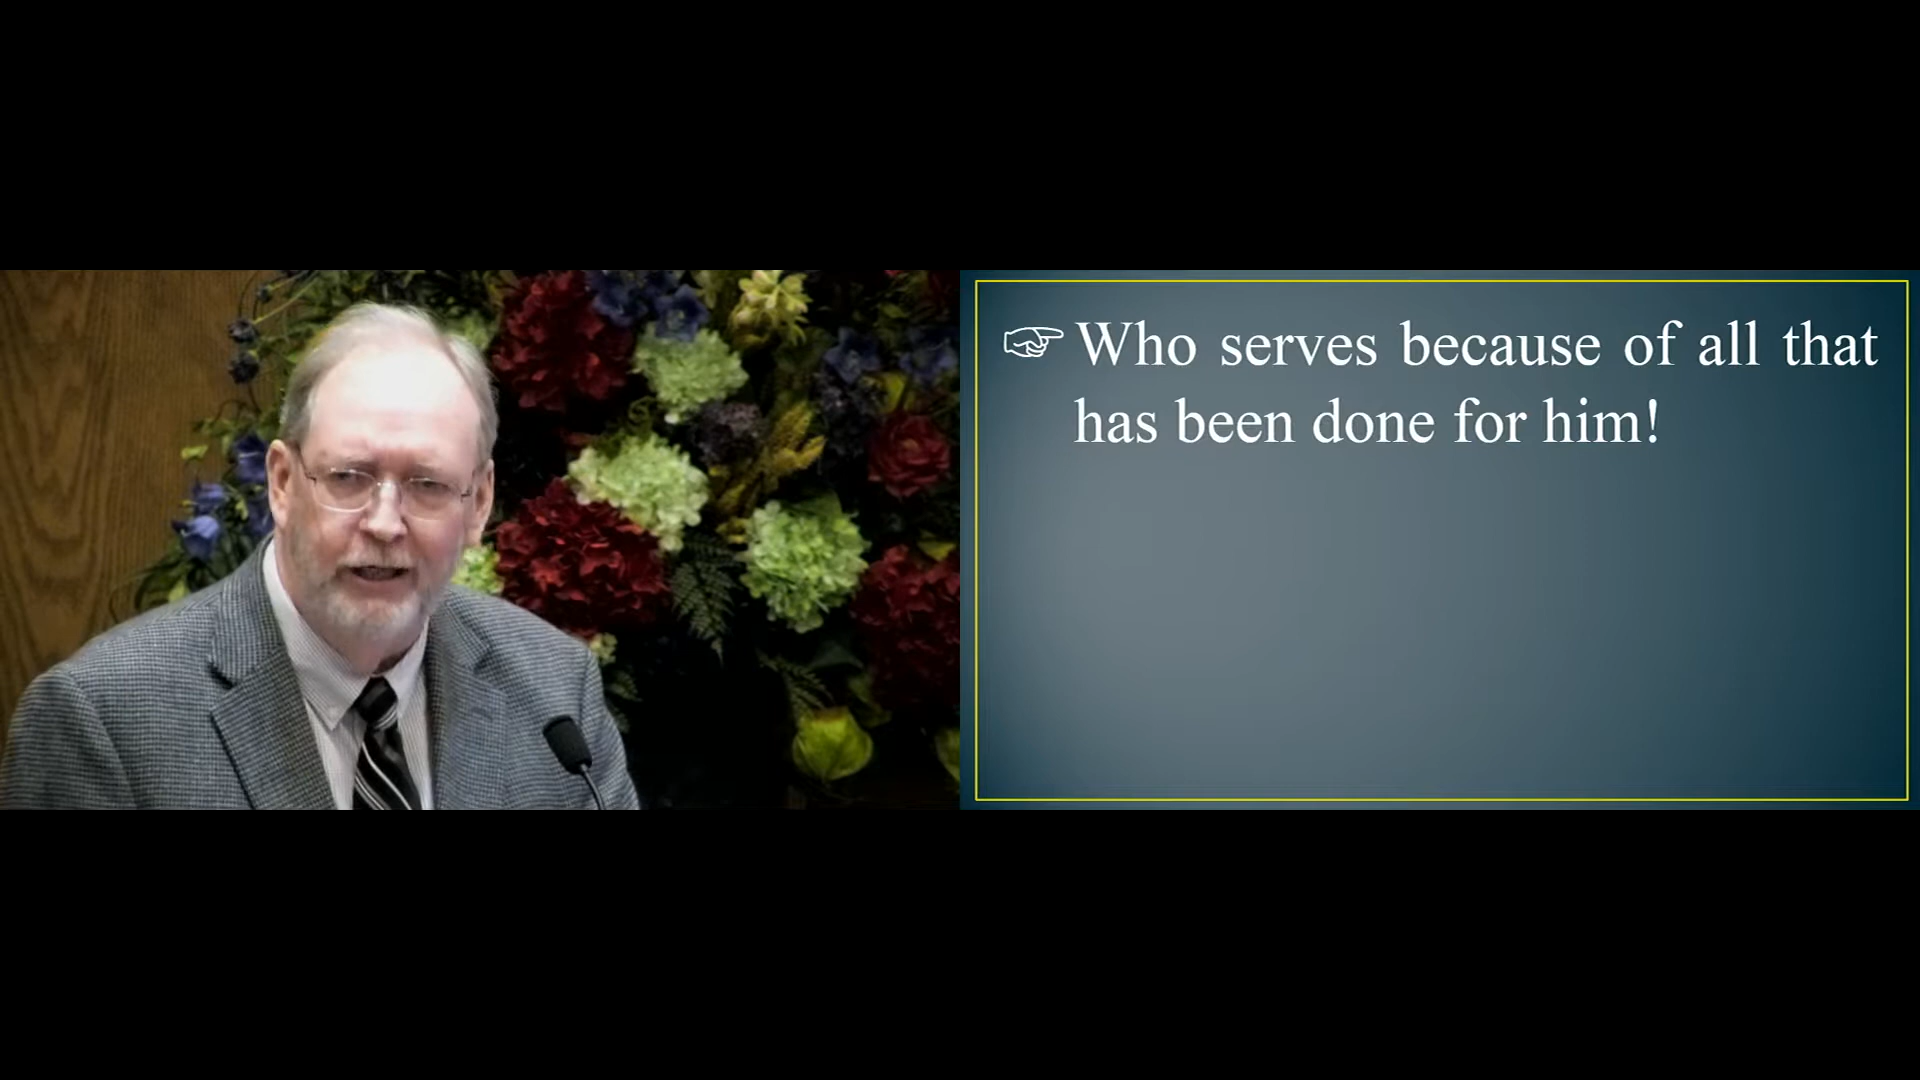 ☞ Who serves because of all that
has been done for him!